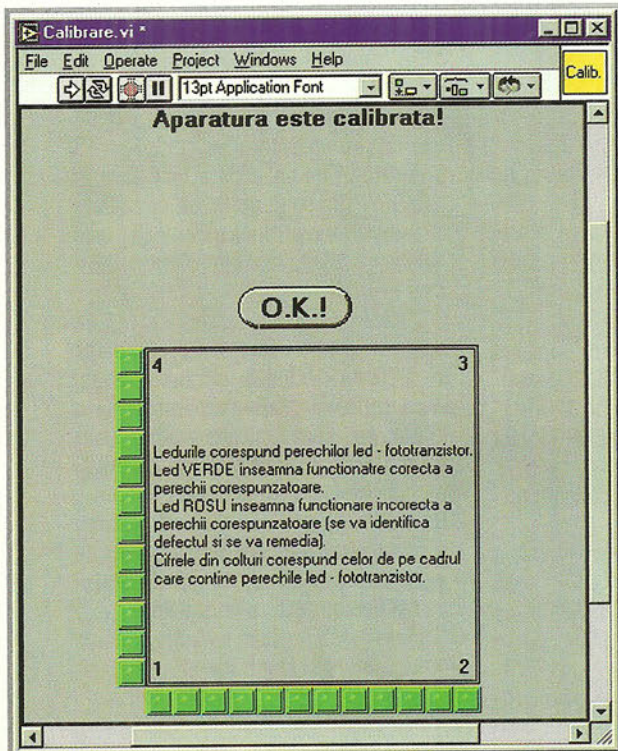 Calibrare.vi *
File Edit Operate Project Windows Help
13pt Application Font
Calib.
Aparatura este calibrata!
O.K.!
4 3
Ledurile corespund perechilor led - fototranzistor.
Led VERDE inseamna functionatre corecta a
perechii corespunzatoare.
Led ROSU inseamna functionare incorecta a
perechii corespunzatoare (se va identifica
defectul si se va remedia).
Cifrele din colturi corespund celor de pe cadrul
care contine perechile led - fototranzistor.
1 2